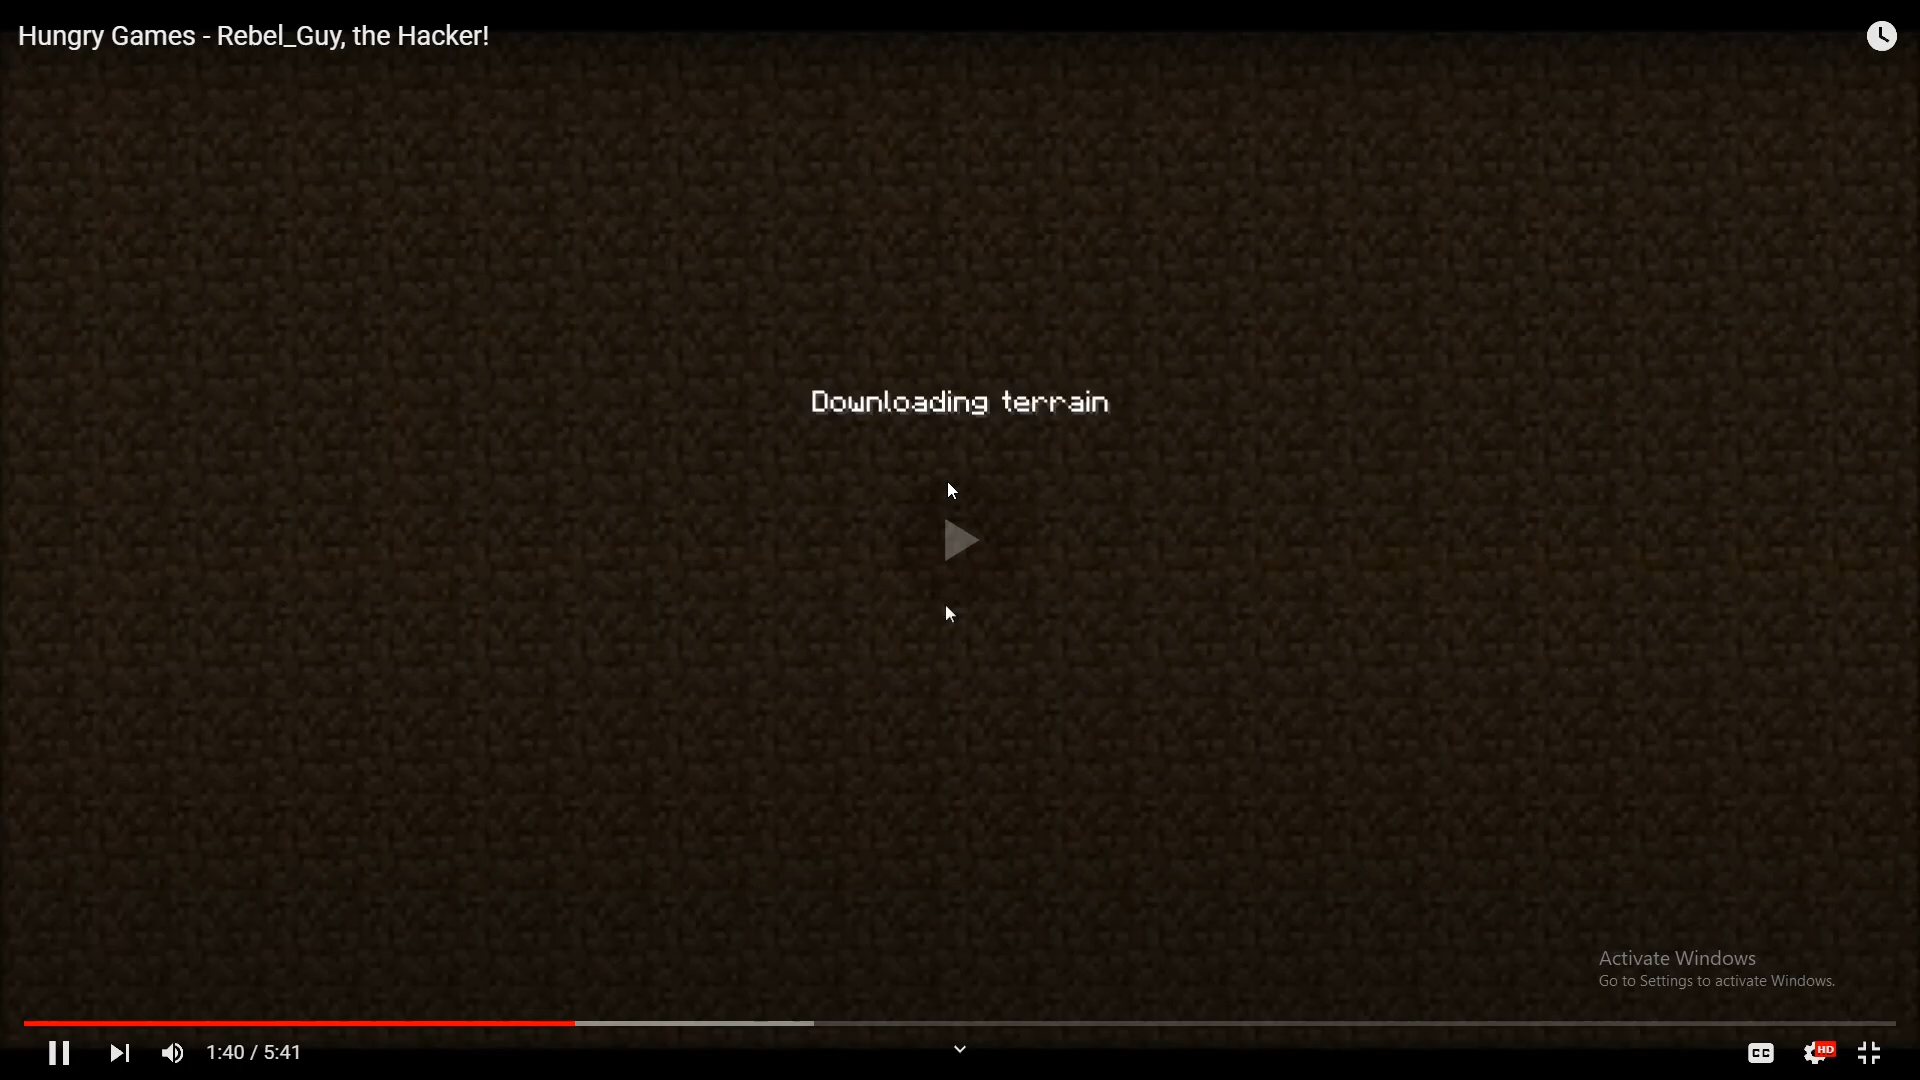 Hungry Games - Rebel_Guy, the Hacker!
Downloading terrain
Activate Windows
Go to Settings to activate Windows.
1:40 / 5:41
CC
HD